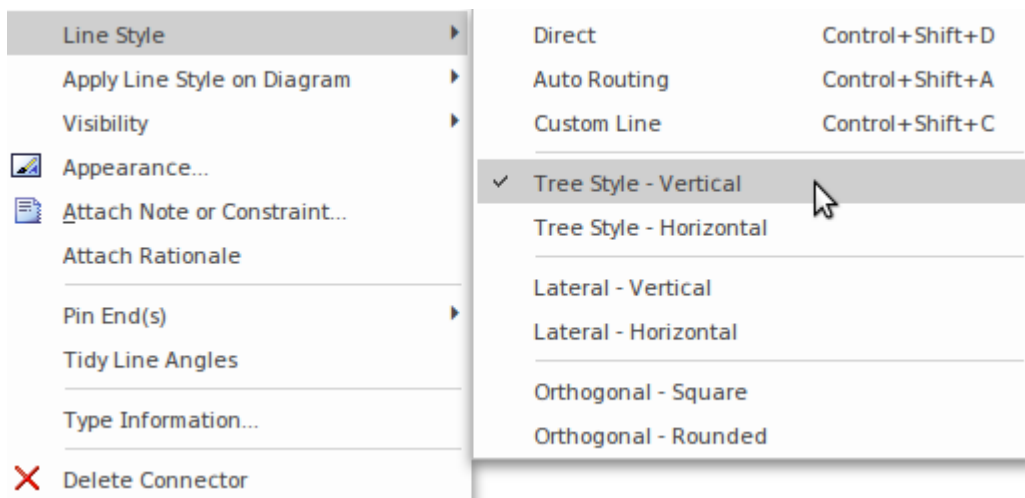 Line Style
Apply Line Style on Diagram
Visibility
Appearance...
Attach Note or Constraint...
Attach Rationale
Pin End(s)
Tidy Line Angles
Type Information...
Delete Connector
Direct Control+Shift+D
Auto Routing Control+Shift+A
Custom Line Control+Shift+C
Tree Style - Vertical
Tree Style - Horizontal
Lateral - Vertical
Lateral - Horizontal
Orthogonal - Square
Orthogonal - Rounded